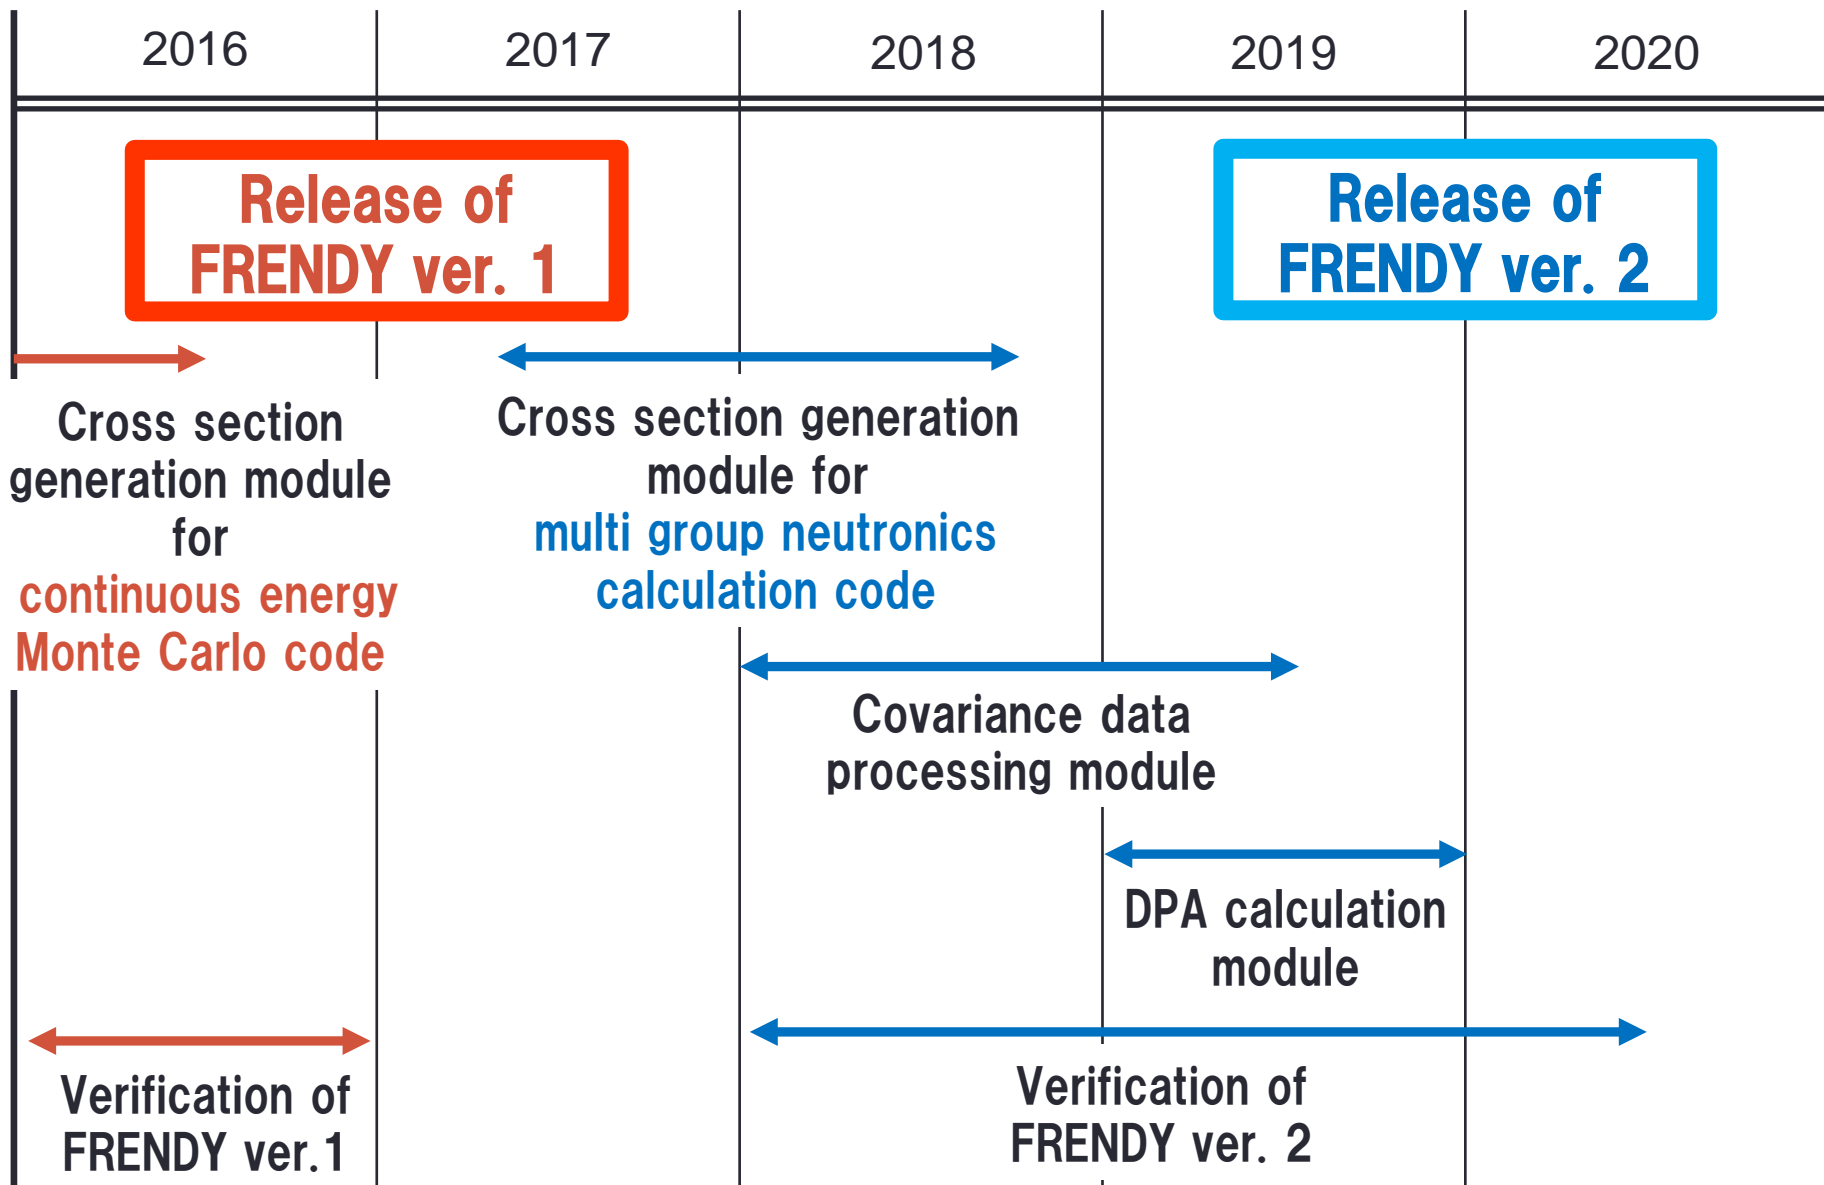 2016 2017 2018 2019 2020
Release of
FRENDY ver. 1
Release of
FRENDY ver. 2
Cross section
generation module
for
continuous energy
Monte Carlo code
Cross section generation
module for
multi group neutronics
calculation code
Covariance data
processing module
DPA calculation
module
Verification of
FRENDY ver.1
Verification of
FRENDY ver. 2